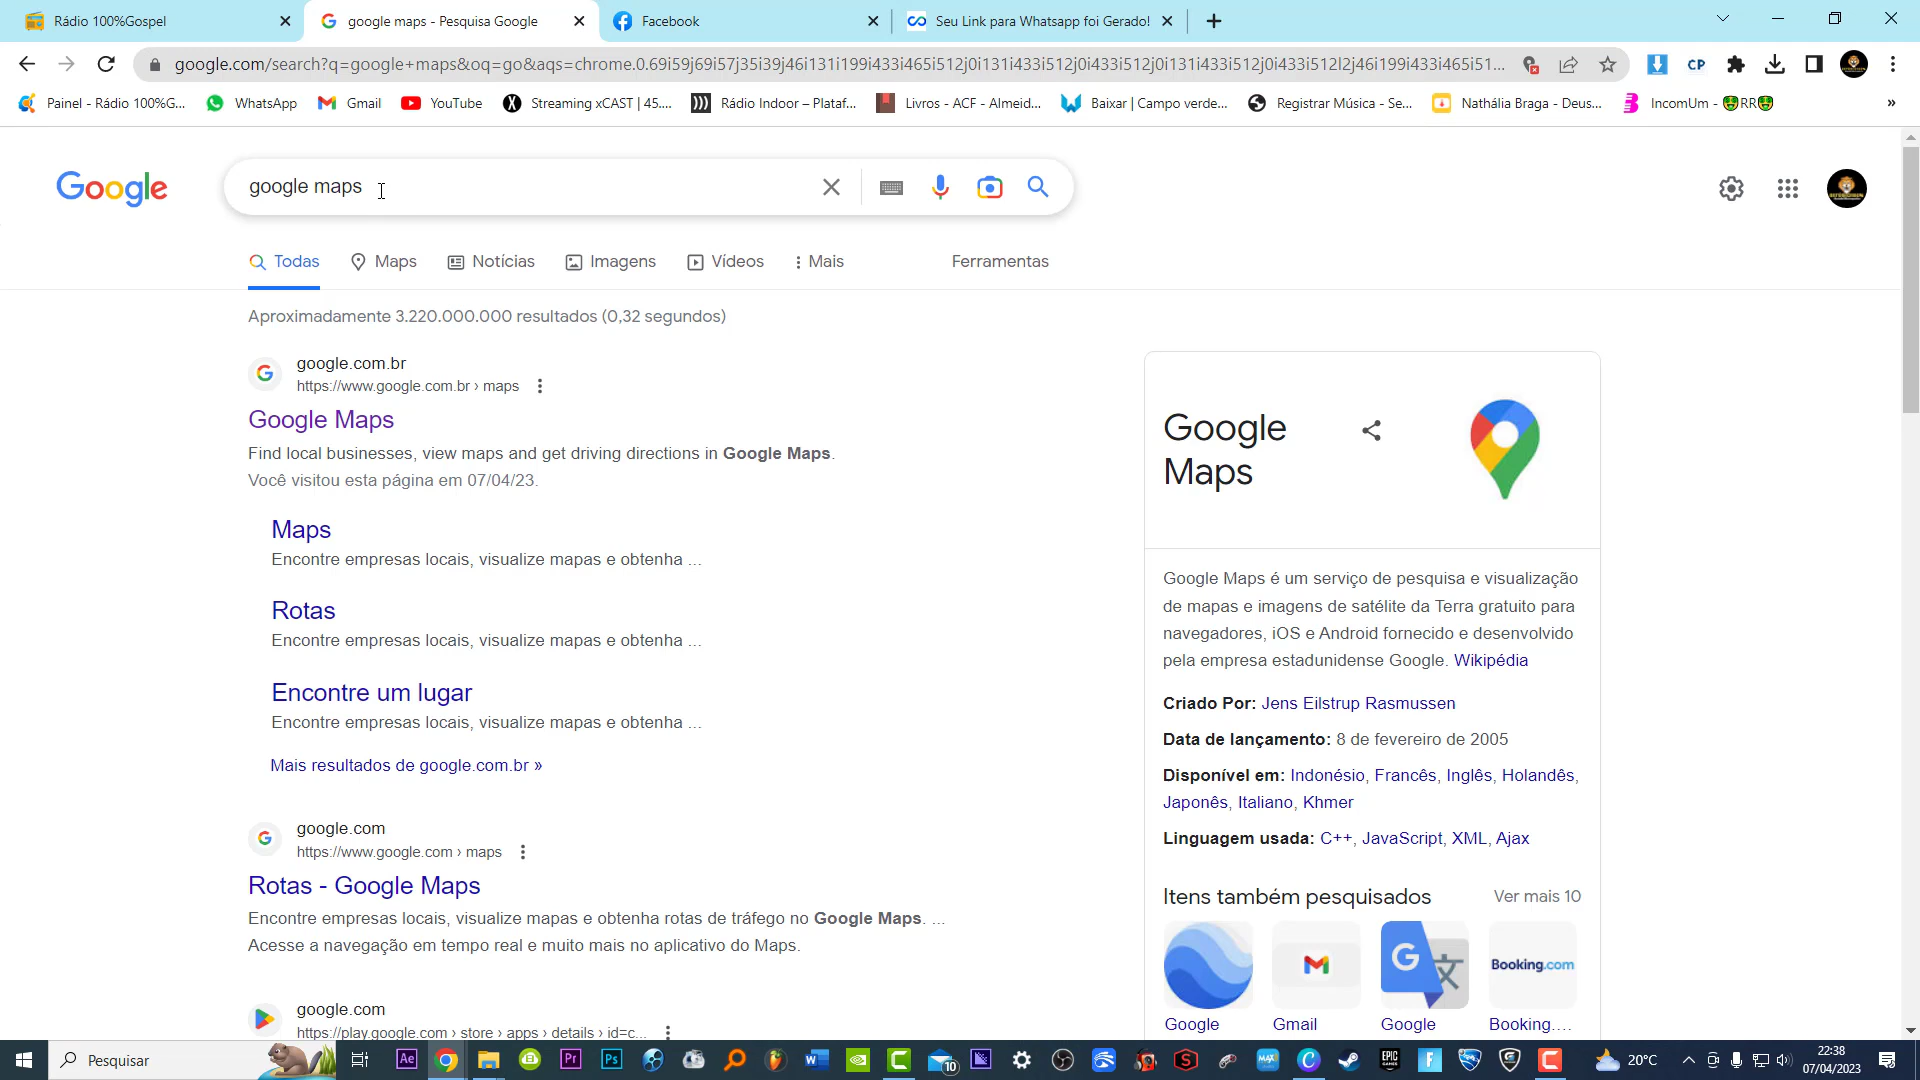 Rádio 100%Gospel
google maps - Pesquisa Google
Facebook
Seu Link para Whatsapp foi Gerado!
google.com/search?q=google+maps&oq=go&aqs=chrome.0.69i59j69i57j35i39j46i131i199i433i465i512j0i131i433i512j0i433i512j0i131i433i512j0i433i512l2j46i199i433i465i51...
CP
Painel - Rádio 100%G...
WhatsApp
Gmail
YouTube
Streaming xCAST | 45....
Rádio Indoor – Plataf...
Livros - ACF - Almeid...
Baixar | Campo verde...
Registrar Música - Se...
Nathália Braga - Deus...
IncomUm - 🤑RR🤑
»
Google
google maps
Todas
Maps
Notícias
Imagens
Vídeos
Mais
Ferramentas
Aproximadamente 3.220.000.000 resultados (0,32 segundos)
google.com.br
https://www.google.com.br › maps
Google Maps
Find local businesses, view maps and get driving directions in Google Maps.
Você visitou esta página em 07/04/23.
Maps
Encontre empresas locais, visualize mapas e obtenha ...
Rotas
Encontre empresas locais, visualize mapas e obtenha ...
Encontre um lugar
Encontre empresas locais, visualize mapas e obtenha ...
Mais resultados de google.com.br »
google.com
https://www.google.com › maps
Rotas - Google Maps
Encontre empresas locais, visualize mapas e obtenha rotas de tráfego no Google Maps. ...
Acesse a navegação em tempo real e muito mais no aplicativo do Maps.
google.com
https://play.google.com › store › apps › details › id=c...
Google
Maps
Google Maps é um serviço de pesquisa e visualização
de mapas e imagens de satélite da Terra gratuito para
navegadores, iOS e Android fornecido e desenvolvido
pela empresa estadunidense Google. Wikipédia
Criado Por: Jens Eilstrup Rasmussen
Data de lançamento: 8 de fevereiro de 2005
Disponível em: Indonésio, Francês, Inglês, Holandês,
Japonês, Italiano, Khmer
Linguagem usada: C++, JavaScript, XML, Ajax
Itens também pesquisados
Ver mais 10
Booking.com
Google
Gmail
Google
Booking....
Pesquisar
Ae
Pr
Ps
10
20°C
22:38
07/04/2023